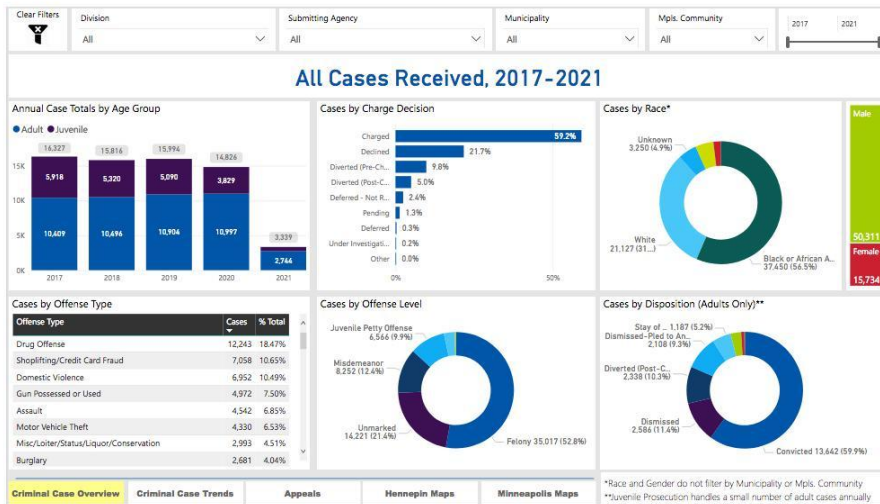 Clear Filters
Division
All
Submitting Agency
All
Municipality
All
Mpls. Community
All
2017 2021
All Cases Received, 2017-2021
Annual Case Totals by Age Group
Adult Juvenile
16,327 15,816 15,994 14,826 3,339
15K
10K
5K
0K
5,918 5,320 5,090 3,829
10,409 10,496 10,904 10,997 2,744
2017 2018 2019 2020 2021
Cases by Charge Decision
Charged 59.2%
Declined 21.7%
Diverted (Pre-Ch... 9.8%
Diverted (Post-C... 5.0%
Deferred - Not R... 2.4%
Pending 1.3%
Deferred 0.3%
Under Investigati... 0.2%
Other 0.0%
0% 50%
Cases by Race*
Unknown
3,250 (4.9%)
White
21,127 (31...)
Black or African A...
37,450 (56.5%)
Male
50,311
Female
15,734
Cases by Offense Type
Offense Type Cases % Total
Drug Offense 12,243 18.47%
Shoplifting/Credit Card Fraud 7,058 10.65%
Domestic Violence 6,952 10.49%
Gun Possessed or Used 4,972 7.50%
Assault 4,542 6.85%
Motor Vehicle Theft 4,330 6.53%
Misc/Loiter/Status/Liquor/Conservation 2,993 4.51%
Burglary 2,681 4.04%
Cases by Offense Level
Juvenile Petty Offense
6,566 (9.9%)
Misdemeanor
8,252 (12.4%)
Unmarked
14,221 (21.4%)
Felony 35,017 (52.8%)
Cases by Disposition (Adults Only)**
Stay of ... 1,187 (5.2%)
Dismissed-Pled to An...
2,108 (9.3%)
Diverted (Post-C...
2,338 (10.3%)
Dismissed
2,586 (11.4%)
Convicted 13,642 (59.9%)
Criminal Case Overview
Criminal Case Trends
Appeals
Hennepin Maps
Minneapolis Maps
*Race and Gender do not filter by Municipality or Mpls. Community
**Juvenile Prosecution handles a small number of adult cases annually